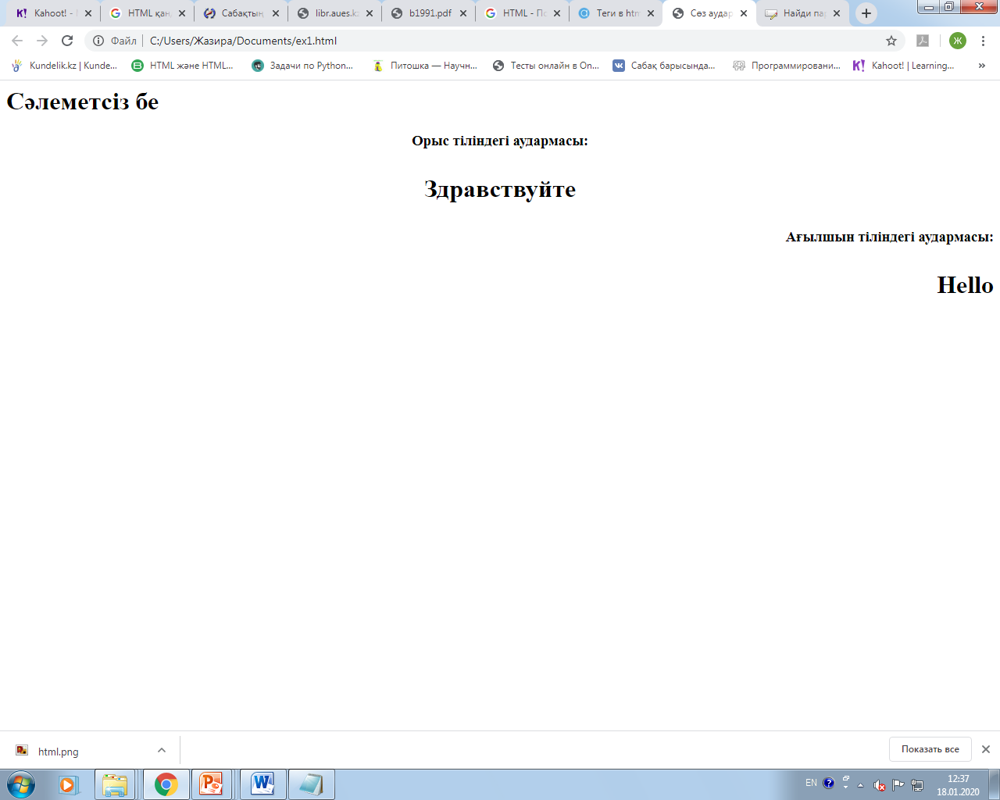 Kahoot! -
HTML қан
Сабақтың
libr.aues.k
b1991.pdf
HTML - По
Теги в htm
Сөз аудар
Найди па
Файл
C:/Users/Жазира/Documents/ex1.html
Ж
Kundelik.kz | Kunde...
HTML және HTML...
Задачи по Python...
Питошка — Научн...
Тесты онлайн в On...
Сабақ барысында...
Программировани...
Kahoot! | Learning...
»
Сәлеметсіз бе
Орыс тіліндегі аудармасы:
Здравствуйте
Ағылшын тіліндегі аудармасы:
Hello
html.png
Показать все
EN
12:37
18.01.2020